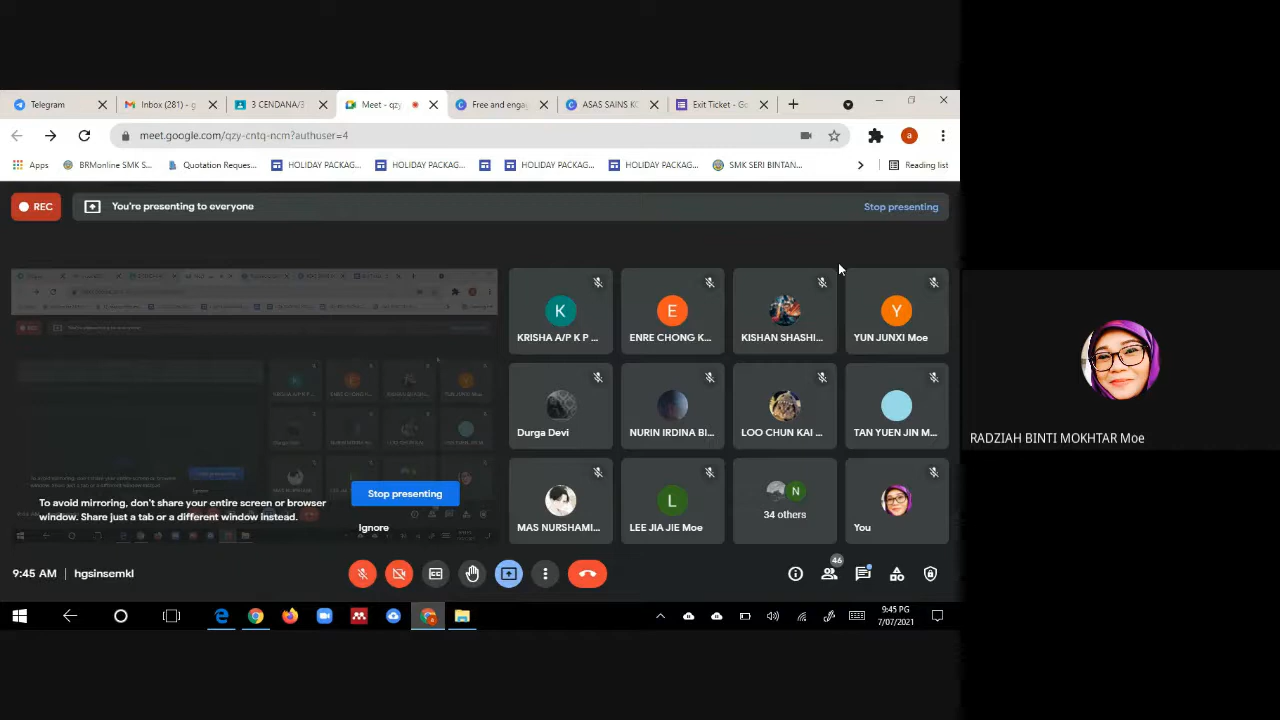 Telegram
Inbox (281) - g
3 CENDANA/3
Meet - qzy
Free and enga
ASAS SAINS KO
Exit Ticket - Go
meet.google.com/qzy-cntq-ncm?authuser=4
a
Apps
BRMonline SMK S...
Quotation Reques...
HOLIDAY PACKAG...
HOLIDAY PACKAG...
HOLIDAY PACKAG...
HOLIDAY PACKAG...
SMK SERI BINTAN...
Reading list
REC
You're presenting to everyone
Stop presenting
K
KRISHA A/P K P ...
E
ENRE CHONG K...
KISHAN SHASHI...
Y
YUN JUNXI Moe
Durga Devi
NURIN IRDINA BI...
LOO CHUN KAI ...
TAN YUEN JIN M...
MAS NURSHAMI...
L
LEE JIA JIE Moe
N
34 others
You
To avoid mirroring, don't share your entire screen or browser
window. Share just a tab or a different window instead.
Stop presenting
Ignore
RADZIAH BINTI MOKHTAR Moe
9:45 AM | hgsinsemkl
46
9:45 PG
7/07/2021